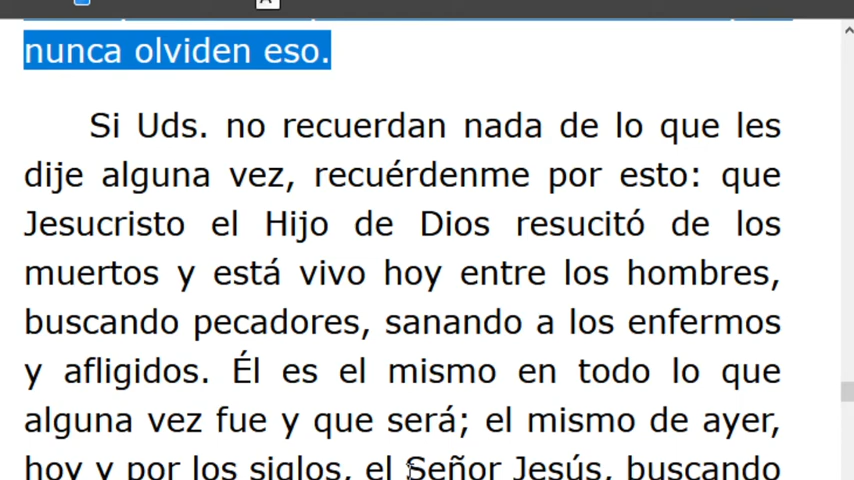 nunca olviden eso.
Si Uds. no recuerdan nada de lo que les
dije alguna vez, recuérdenme por esto: que
Jesucristo el Hijo de Dios resucitó de los
muertos y está vivo hoy entre los hombres,
buscando pecadores, sanando a los enfermos
y afligidos. Él es el mismo en todo lo que
alguna vez fue y que será; el mismo de ayer,
hoy y por los siglos, el Señor Jesús, buscando